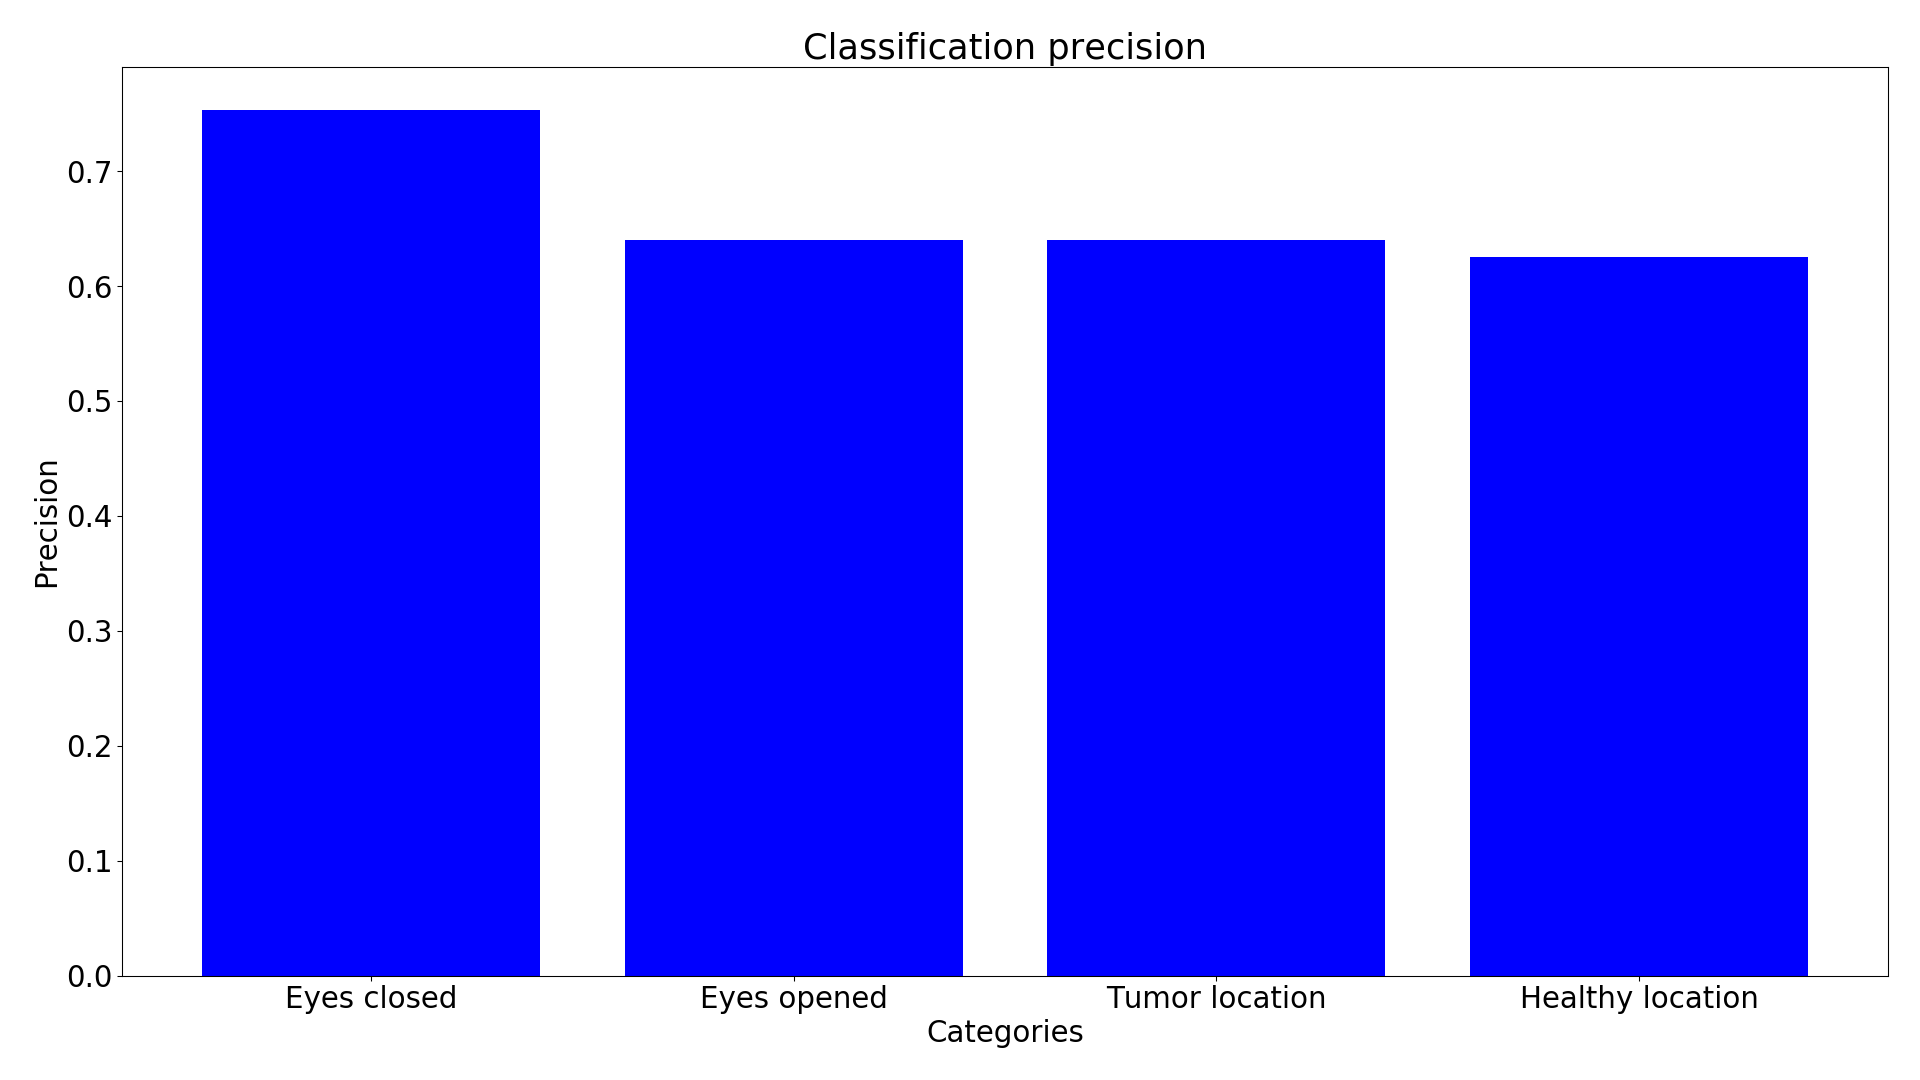 Classification precision
0.7
0.6
0.5
0.4
0.3
0.2
0.1
0.0
Precision
Eyes closed
Eyes opened
Tumor location
Healthy location
Categories